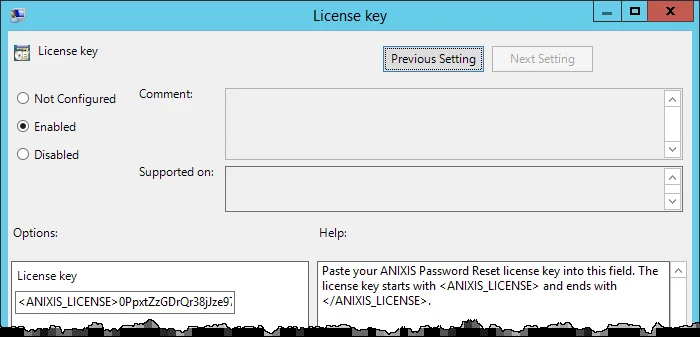 License key
License key
Previous Setting
Next Setting
Not Configured
Comment:
Enabled
Disabled
Supported on:
Options:
Help:
License key
<ANIXIS_LICENSE>0PpxtZzGDrQr38jJze97
Paste your ANIXIS Password Reset license key into this field. The
license key starts with <ANIXIS_LICENSE> and ends with
</ANIXIS_LICENSE>.